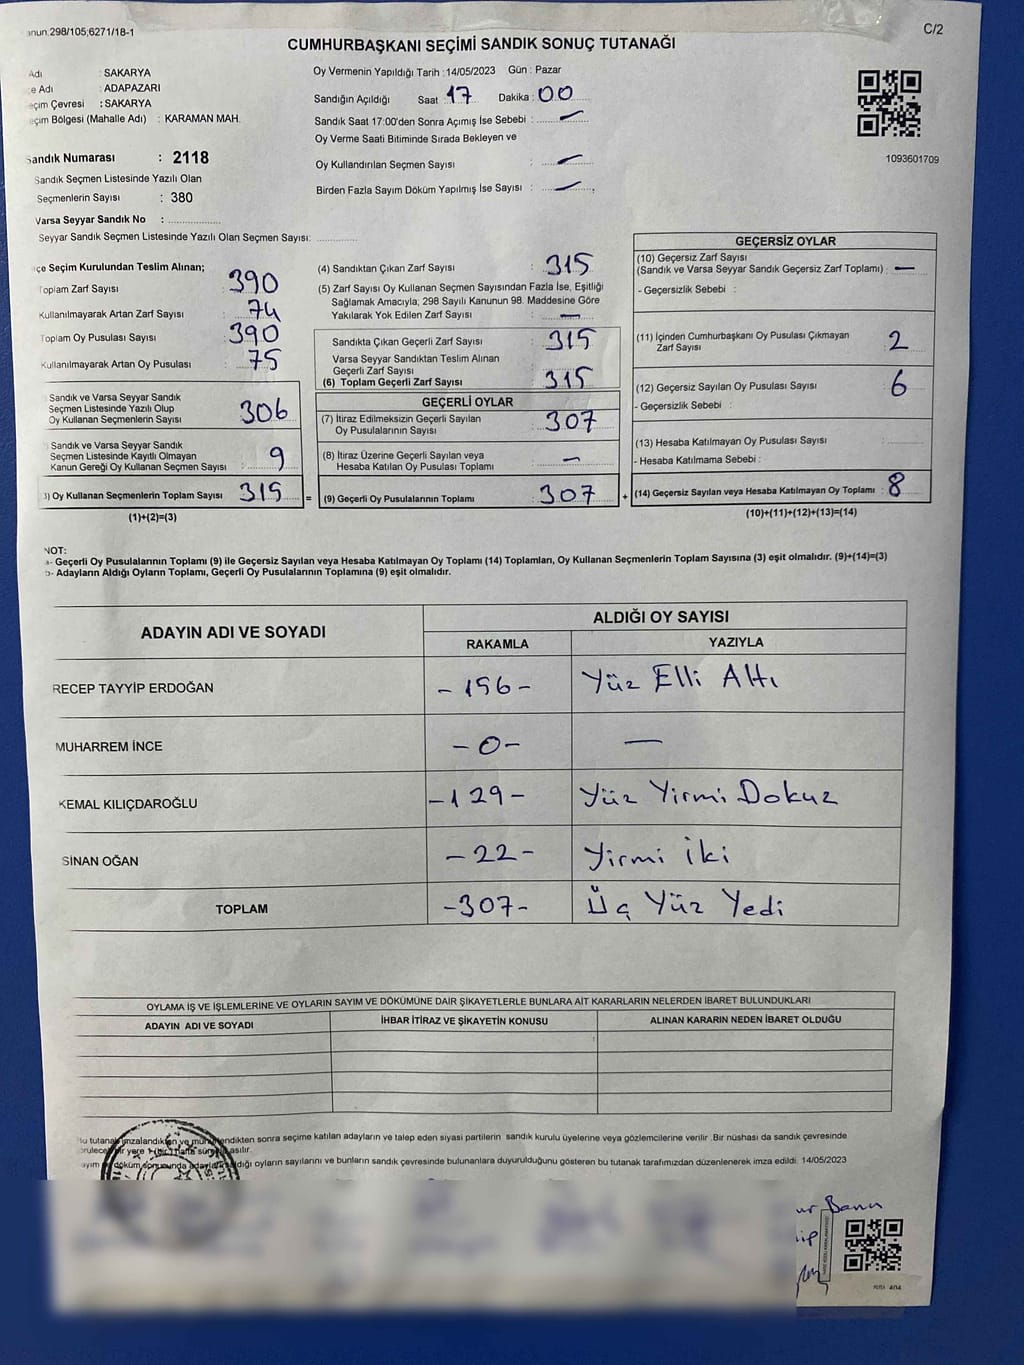 anun:298/105;6271/18-1
C/2
CUMHURBAŞKANI SEÇİMİ SANDIK SONUÇ TUTANAĞI
Adı : SAKARYA
çe Adı : ADAPAZARI
eçim Çevresi : SAKARYA
eçim Bölgesi (Mahalle Adı) : KARAMAN MAH.
Sandık Numarası : 2118
Sandık Seçmen Listesinde Yazılı Olan
Seçmenlerin Sayısı : 380
Varsa Seyyar Sandık No :
Seyyar Sandık Seçmen Listesinde Yazılı Olan Seçmen Sayısı:
Oy Vermenin Yapıldığı Tarih :14/05/2023 Gün : Pazar
Sandığın Açıldığı Saat : 17 Dakika : 00
Sandık Saat 17:00'den Sonra Açımış İse Sebebi : —
Oy Verme Saati Bitiminde Sırada Bekleyen ve
Oy Kullandırılan Seçmen Sayısı : —
Birden Fazla Sayım Döküm Yapılmış İse Sayısı : —
1093601709
çe Seçim Kurulundan Teslim Alınan;
Toplam Zarf Sayısı : 390
Kullanılmayarak Artan Zarf Sayısı : 74
Toplam Oy Pusulası Sayısı : 390
Kullanılmayarak Artan Oy Pusulası : 75
Sandık ve Varsa Seyyar Sandık
Seçmen Listesinde Yazılı Olup
Oy Kullanan Seçmenlerin Sayısı : 306
Sandık ve Varsa Seyyar Sandık
Seçmen Listesinde Kayıtlı Olmayan
Kanun Gereği Oy Kullanan Seçmen Sayısı : 9
3) Oy Kullanan Seçmenlerin Toplam Sayısı : 315 =
(1)+(2)=(3)
(4) Sandıktan Çıkan Zarf Sayısı : 315
(5) Zarf Sayısı Oy Kullanan Seçmen Sayısından Fazla İse, Eşitliği
Sağlamak Amacıyla; 298 Sayılı Kanunun 98. Maddesine Göre
Yakılarak Yok Edilen Zarf Sayısı : —
Sandıkta Çıkan Geçerli Zarf Sayısı : 315
Varsa Seyyar Sandıktan Teslim Alınan
Geçerli Zarf Sayısı
(6) Toplam Geçerli Zarf Sayısı : 315
GEÇERLİ OYLAR
(7) İtiraz Edilmeksizin Geçerli Sayılan
Oy Pusulalarının Sayısı : 307
(8) İtiraz Üzerine Geçerli Sayılan veya
Hesaba Katılan Oy Pusulası Toplamı : —
(9) Geçerli Oy Pusulalarının Toplamı : 307 +
GEÇERSİZ OYLAR
(10) Geçersiz Zarf Sayısı
(Sandık ve Varsa Seyyar Sandık Geçersiz Zarf Toplamı) : —
- Geçersizlik Sebebi :
(11) İçinden Cumhurbaşkanı Oy Pusulası Çıkmayan
Zarf Sayısı : 2
(12) Geçersiz Sayılan Oy Pusulası Sayısı : 6
- Geçersizlik Sebebi :
(13) Hesaba Katılmayan Oy Pusulası Sayısı :
- Hesaba Katılmama Sebebi :
(14) Geçersiz Sayılan veya Hesaba Katılmayan Oy Toplamı : 8
(10)+(11)+(12)+(13)=(14)
NOT:
a- Geçerli Oy Pusulalarının Toplamı (9) ile Geçersiz Sayılan veya Hesaba Katılmayan Oy Toplamı (14) Toplamları, Oy Kullanan Seçmenlerin Toplam Sayısına (3) eşit olmalıdır. (9)+(14)=(3)
b- Adayların Aldığı Oyların Toplamı, Geçerli Oy Pusulalarının Toplamına (9) eşit olmalıdır.
ADAYIN ADI VE SOYADI
ALDIĞI OY SAYISI
RAKAMLA YAZIYLA
RECEP TAYYİP ERDOĞAN -156- Yüz Elli Altı
MUHARREM İNCE -0- —
KEMAL KILIÇDAROĞLU -129- Yüz Yirmi Dokuz
SİNAN OĞAN -22- Yirmi iki
TOPLAM -307- Üç Yüz Yedi
OYLAMA İŞ VE İŞLEMLERİNE VE OYLARIN SAYIM VE DÖKÜMÜNE DAİR ŞİKAYETLERLE BUNLARA AİT KARARLARIN NELERDEN İBARET BULUNDUKLARI
ADAYIN ADI VE SOYADI İHBAR İTİRAZ VE ŞİKAYETİN KONUSU ALINAN KARARIN NEDEN İBARET OLDUĞU
Bu tutanak imzalandıktan ve mühürlendikten sonra seçime katılan adayların ve talep eden siyasi partilerin sandık kurulu üyelerine veya gözlemcilerine verilir .Bir nüshası da sandık çevresinde
görülecek bir yere 1 (bir) hafta süreyle asılır.
ayım ve döküm sonucunda adayların aldığı oyların sayılarını ve bunların sandık çevresinde bulunanlara duyurulduğunu gösteren bu tutanak tarafımızdan düzenlenerek imza edildi. 14/05/2023